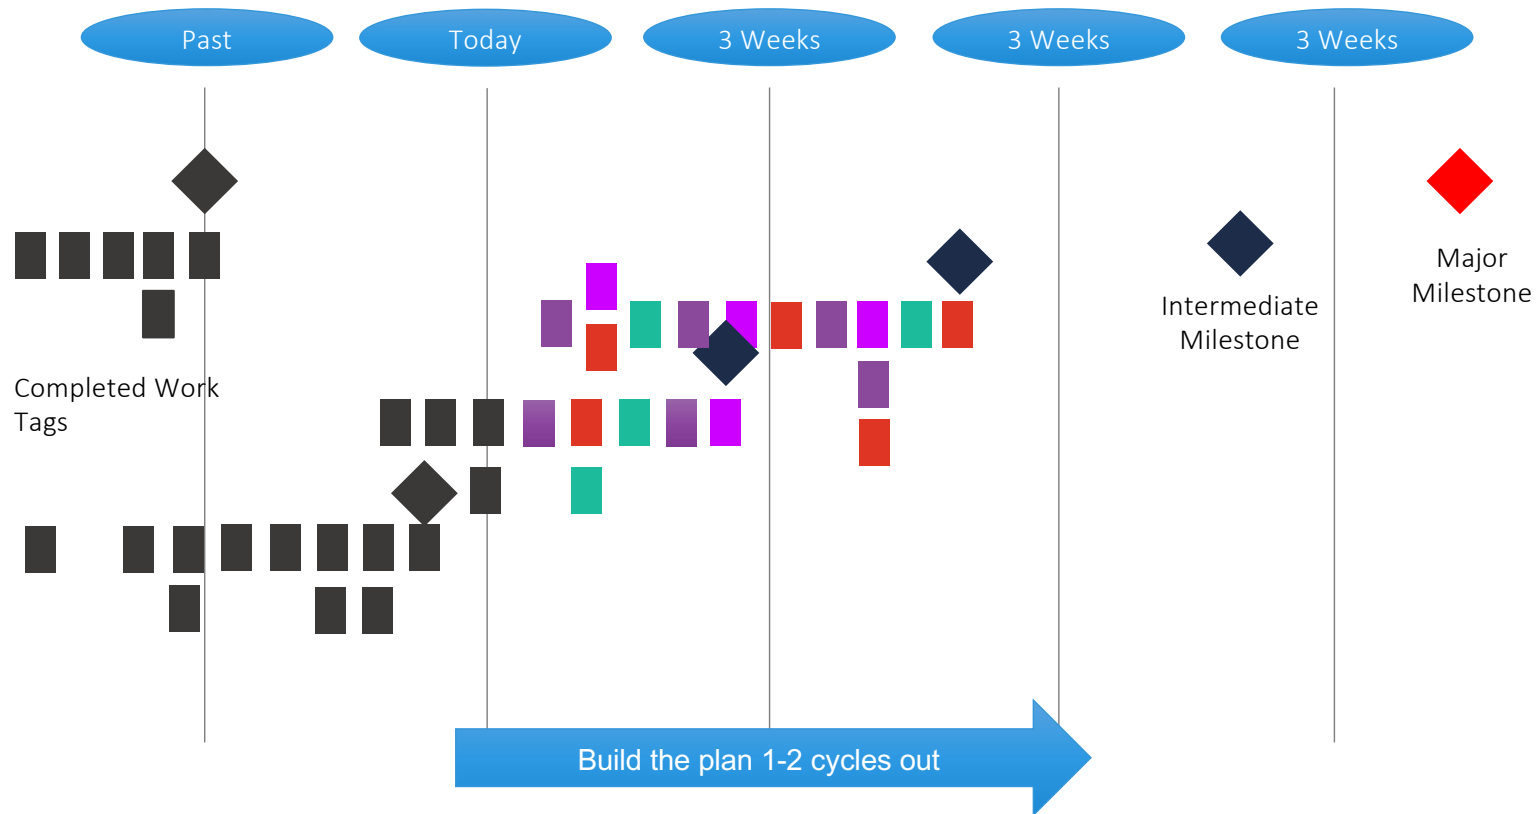 Past
Today
3 Weeks
3 Weeks
3 Weeks
Major
Milestone
Intermediate
Milestone
Completed Work
Tags
Build the plan 1-2 cycles out